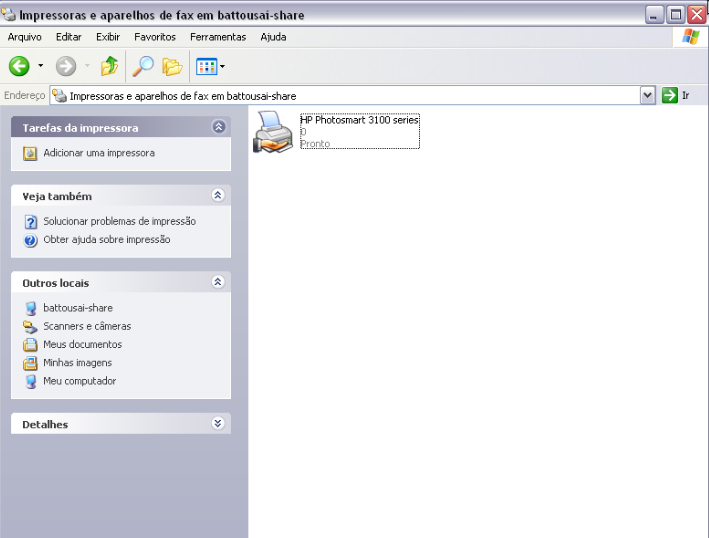 Impressoras e aparelhos de fax em battousai-share
Arquivo Editar Exibir Favoritos Ferramentas Ajuda
Endereço Impressoras e aparelhos de fax em battousai-share Ir
Tarefas da impressora
Adicionar uma impressora
Veja também
Solucionar problemas de impressão
Obter ajuda sobre impressão
Outros locais
battousai-share
Scanners e câmeras
Meus documentos
Minhas imagens
Meu computador
Detalhes
HP Photosmart 3100 series
0
Pronto